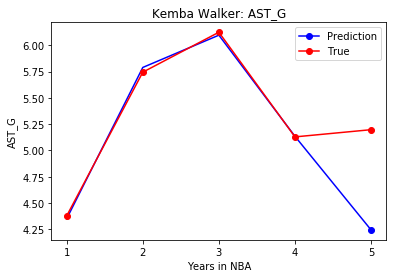 Kemba Walker: AST_G
Prediction
True
6.00
5.75
5.50
5.25
5.00
4.75
4.50
4.25
AST_G
1 2 3 4 5
Years in NBA